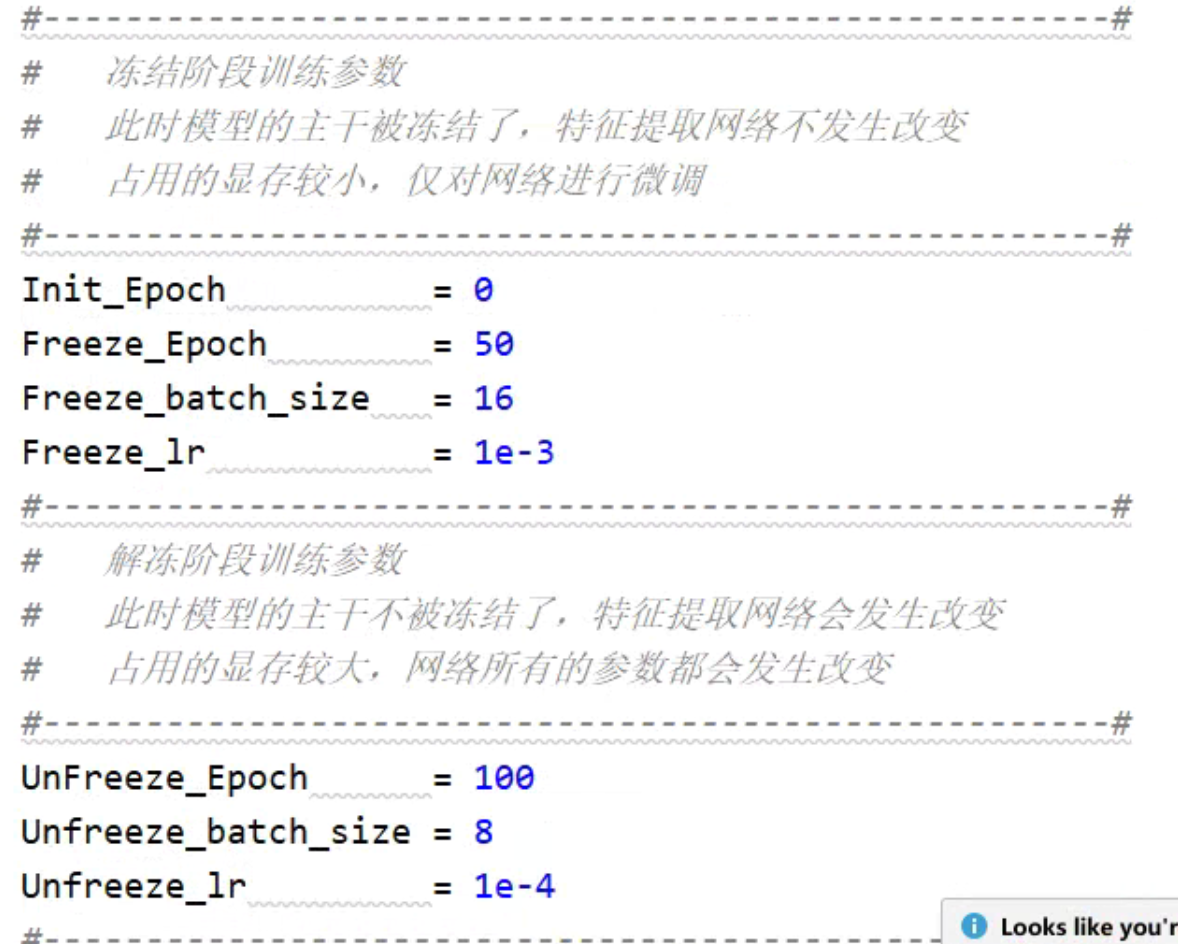 #----------------------------------------------------#
#   冻结阶段训练参数
#   此时模型的主干被冻结了，特征提取网络不发生改变
#   占用的显存较小，仅对网络进行微调
#----------------------------------------------------#
Init_Epoch          = 0
Freeze_Epoch        = 50
Freeze_batch_size   = 16
Freeze_lr           = 1e-3
#----------------------------------------------------#
#   解冻阶段训练参数
#   此时模型的主干不被冻结了，特征提取网络会发生改变
#   占用的显存较大，网络所有的参数都会发生改变
#----------------------------------------------------#
UnFreeze_Epoch      = 100
Unfreeze_batch_size = 8
Unfreeze_lr         = 1e-4
#--------------------------------------------
Looks like you'r